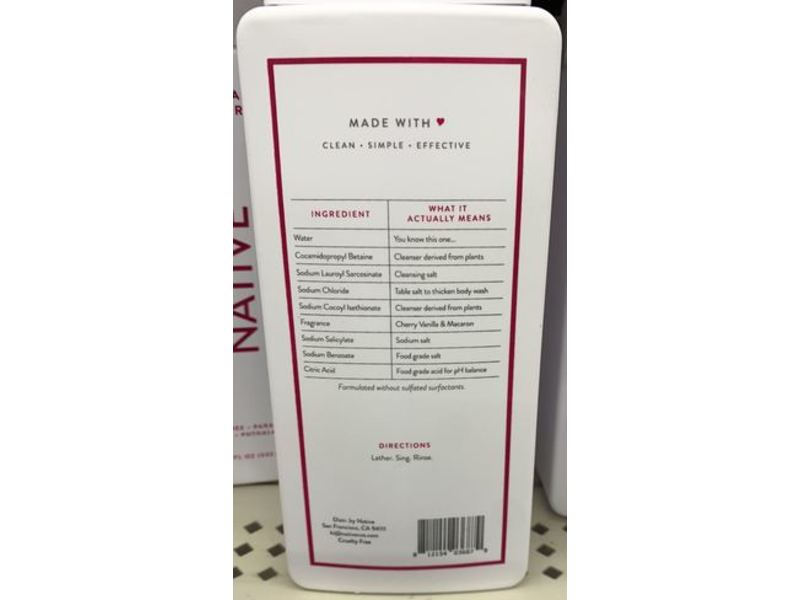 MADE WITH ♥
CLEAN • SIMPLE • EFFECTIVE
INGREDIENT WHAT IT ACTUALLY MEANS
Water You know this one...
Cocamidopropyl Betaine Cleanser derived from plants
Sodium Lauroyl Sarcosinate Cleansing salt
Sodium Chloride Table salt to thicken body wash
Sodium Cocoyl Isethionate Cleanser derived from plants
Fragrance Cherry Vanilla & Macaron
Sodium Salicylate Sodium salt
Sodium Benzoate Food grade salt
Citric Acid Food grade acid for pH balance
Formulated without sulfated surfactants.
DIRECTIONS
Lather. Sing. Rinse.
Distr. by Native
San Francisco, CA 94111
Cruelty Free
NATIVE